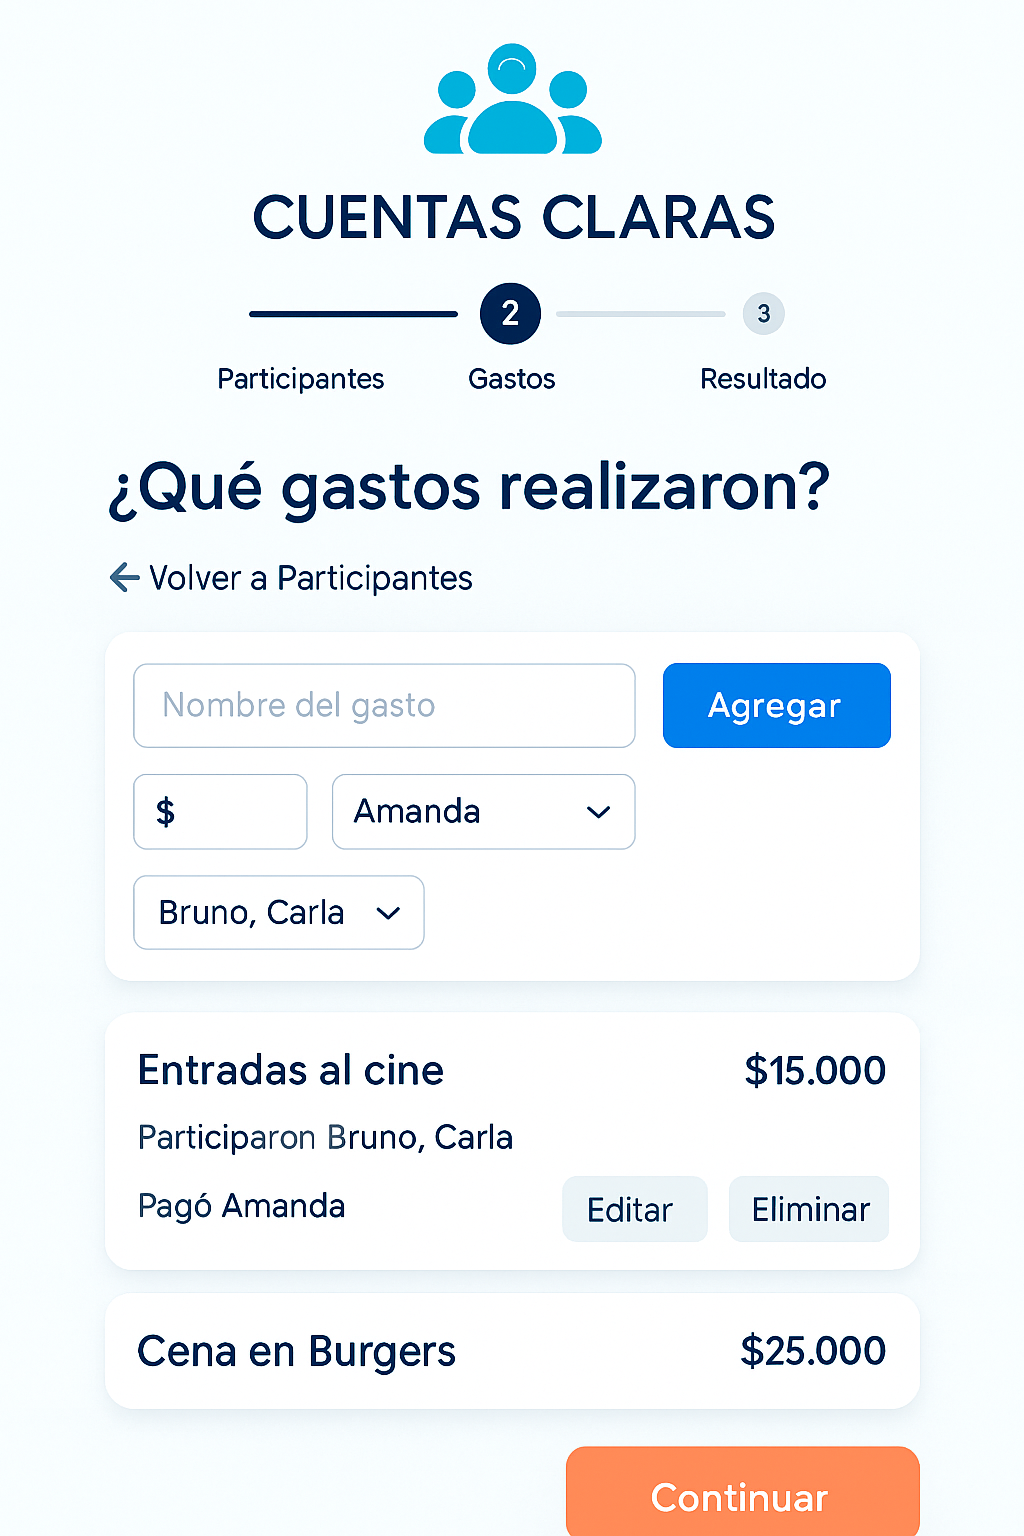 CUENTAS CLARAS
2
3
Participantes
Gastos
Resultado
¿Qué gastos realizaron?
← Volver a Participantes
Nombre del gasto
Agregar
$
Amanda
Bruno, Carla
Entradas al cine
$15.000
Participaron Bruno, Carla
Pagó Amanda
Editar
Eliminar
Cena en Burgers
$25.000
Continuar